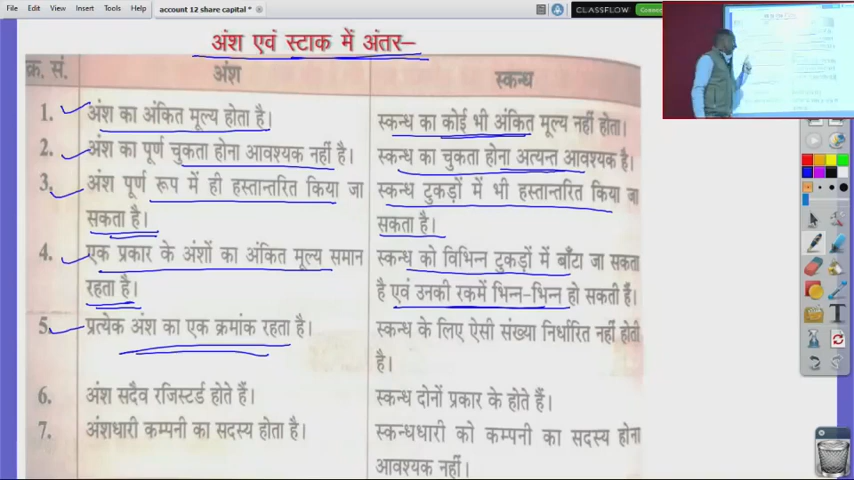 File Edit View Insert Tools Help account 12 share capital* CLASSFLOW
अंश एवं स्टाक में अंतर–
क्र. सं. अंश स्कन्ध
1. अंश का अंकित मूल्य होता है। स्कन्ध का कोई भी अंकित मूल्य नहीं होता।
2. अंश का पूर्ण चुकता होना आवश्यक नहीं है। स्कन्ध का चुकता होना अत्यन्त आवश्यक है।
3. अंश पूर्ण रूप में ही हस्तान्तरित किया जा स्कन्ध टुकड़ों में भी हस्तान्तरित किया जा
सकता है। सकता है।
4. एक प्रकार के अंशों का अंकित मूल्य समान स्कन्ध को विभिन्न टुकड़ों में बाँटा जा सकता
रहता है। है एवं उनकी रकमें भिन्न-भिन्न हो सकती हैं।
5. प्रत्येक अंश का एक क्रमांक रहता है। स्कन्ध के लिए ऐसी संख्या निर्धारित नहीं होती
है।
6. अंश सदैव रजिस्टर्ड होते हैं। स्कन्ध दोनों प्रकार के होते हैं।
7. अंशधारी कम्पनी का सदस्य होता है। स्कन्धधारी को कम्पनी का सदस्य होना
आवश्यक नहीं।